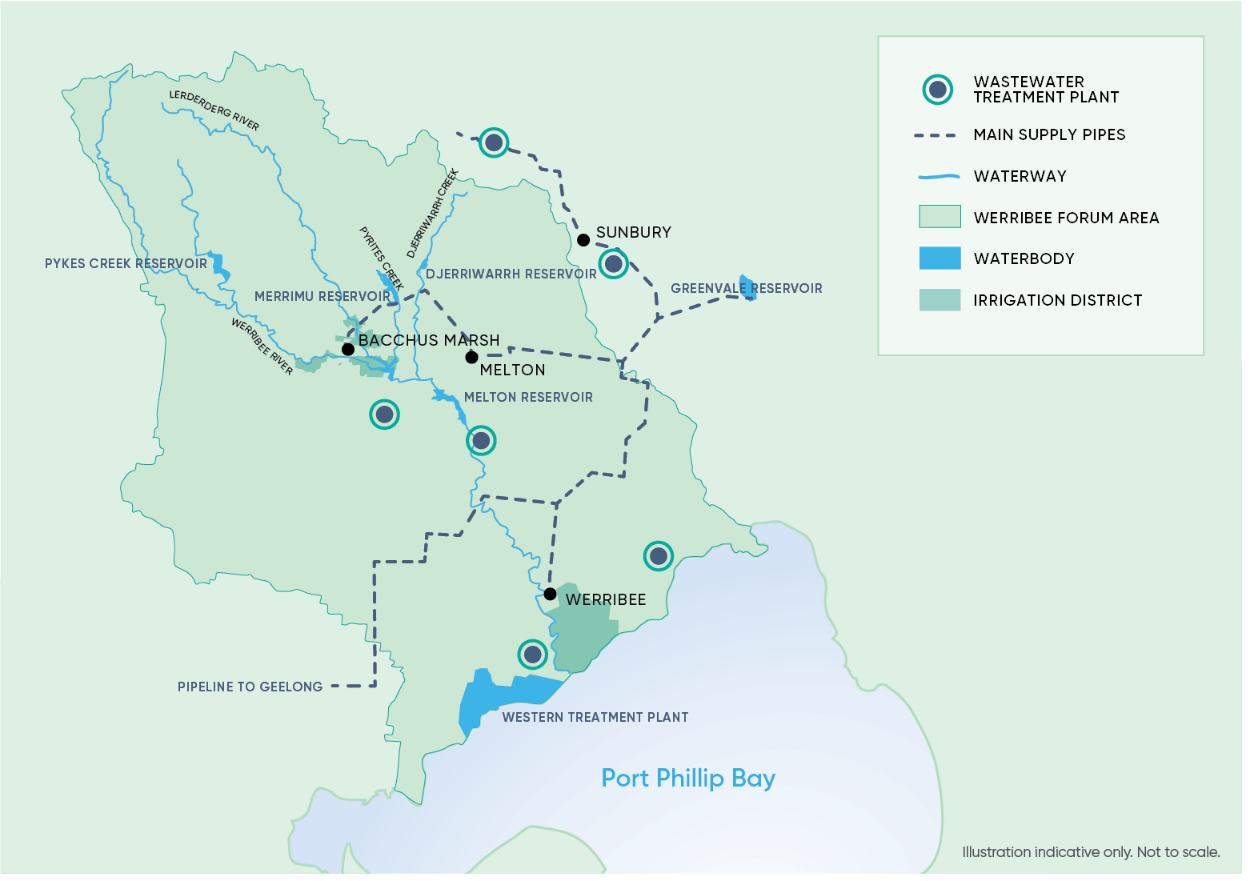 WASTEWATER
TREATMENT PLANT
MAIN SUPPLY PIPES
WATERWAY
WERRIBEE FORUM AREA
WATERBODY
IRRIGATION DISTRICT
LERDERDERG RIVER
DJERRIWARRH CREEK
PYRITES CREEK
SUNBURY
PYKES CREEK RESERVOIR
DJERRIWARRH RESERVOIR
GREENVALE RESERVOIR
MERRIMU RESERVOIR
WERRIBEE RIVER
BACCHUS MARSH
MELTON
MELTON RESERVOIR
WERRIBEE
PIPELINE TO GEELONG
WESTERN TREATMENT PLANT
Port Phillip Bay
Illustration indicative only. Not to scale.